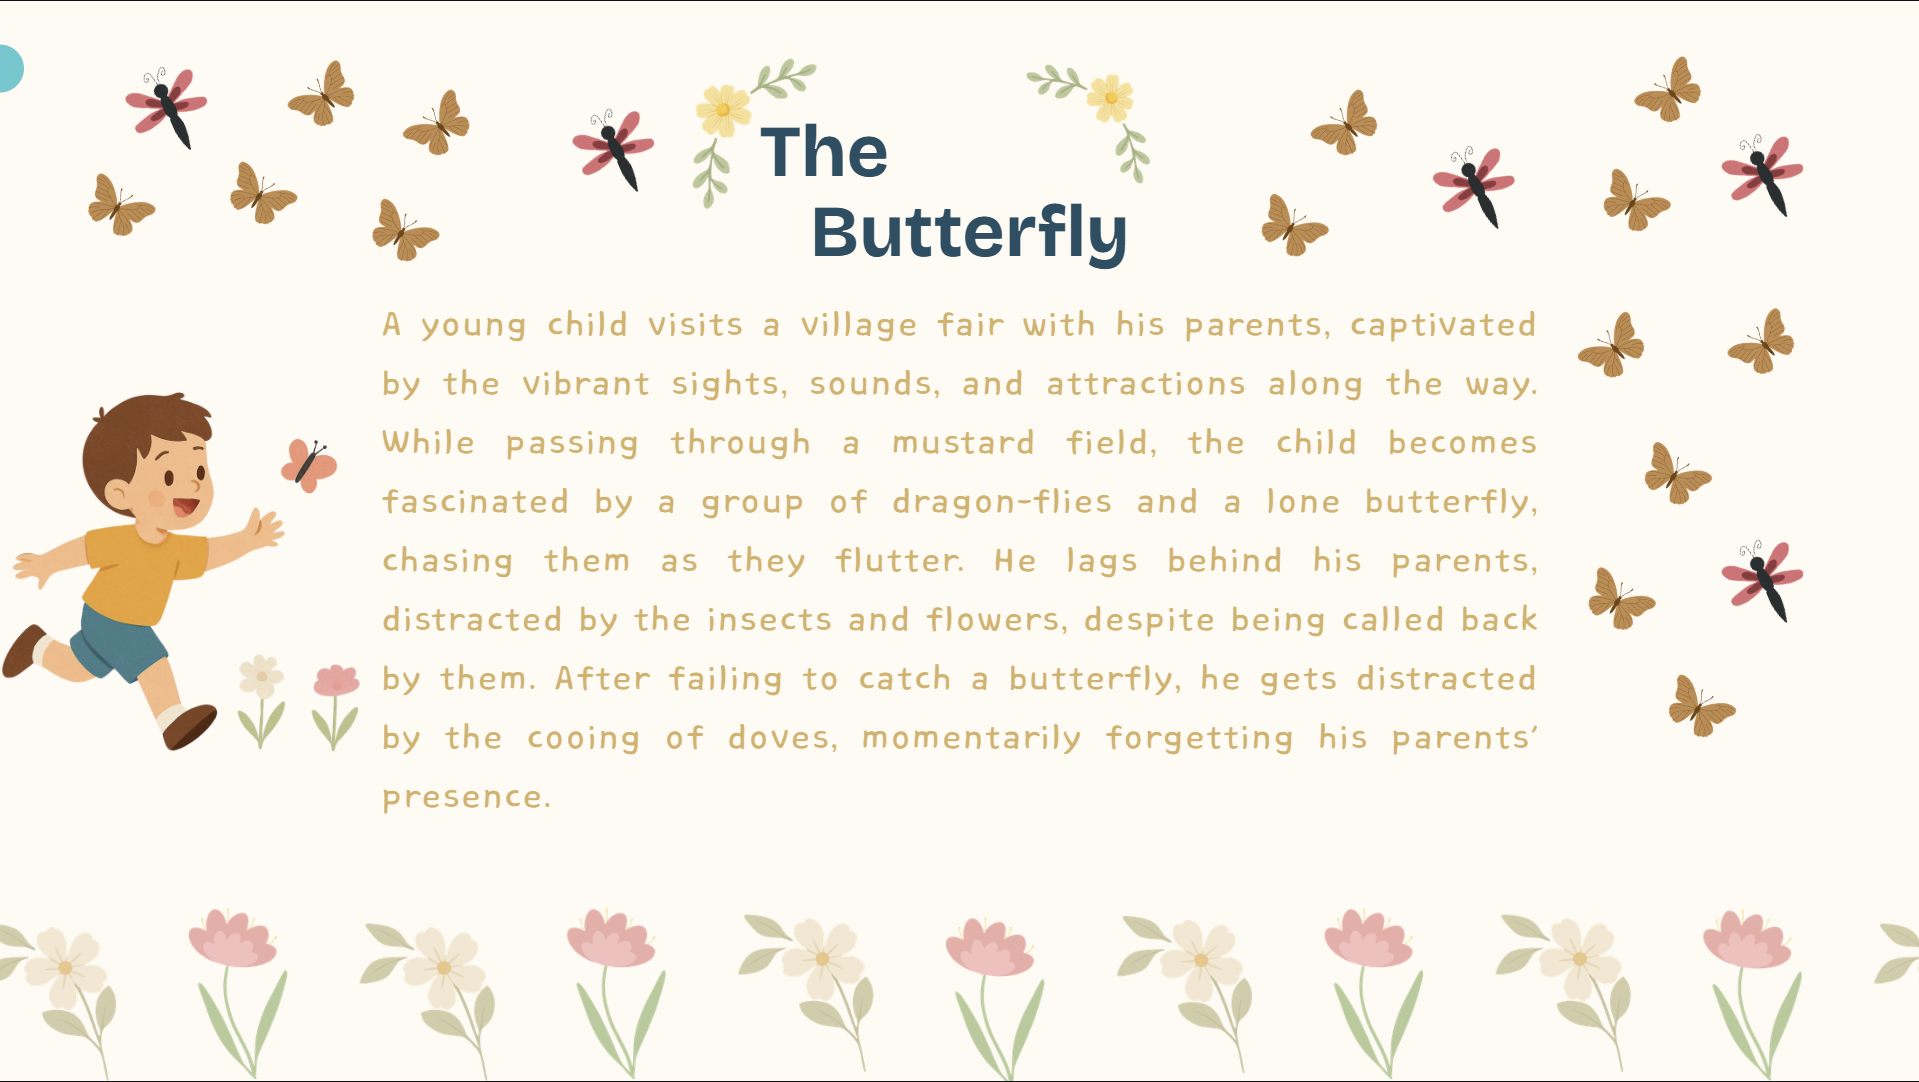 The
Butterfly
A young child visits a village fair with his parents, captivated
by the vibrant sights, sounds, and attractions along the way.
While passing through a mustard field, the child becomes
fascinated by a group of dragon-flies and a lone butterfly,
chasing them as they flutter. He lags behind his parents,
distracted by the insects and flowers, despite being called back
by them. After failing to catch a butterfly, he gets distracted
by the cooing of doves, momentarily forgetting his parents’
presence.